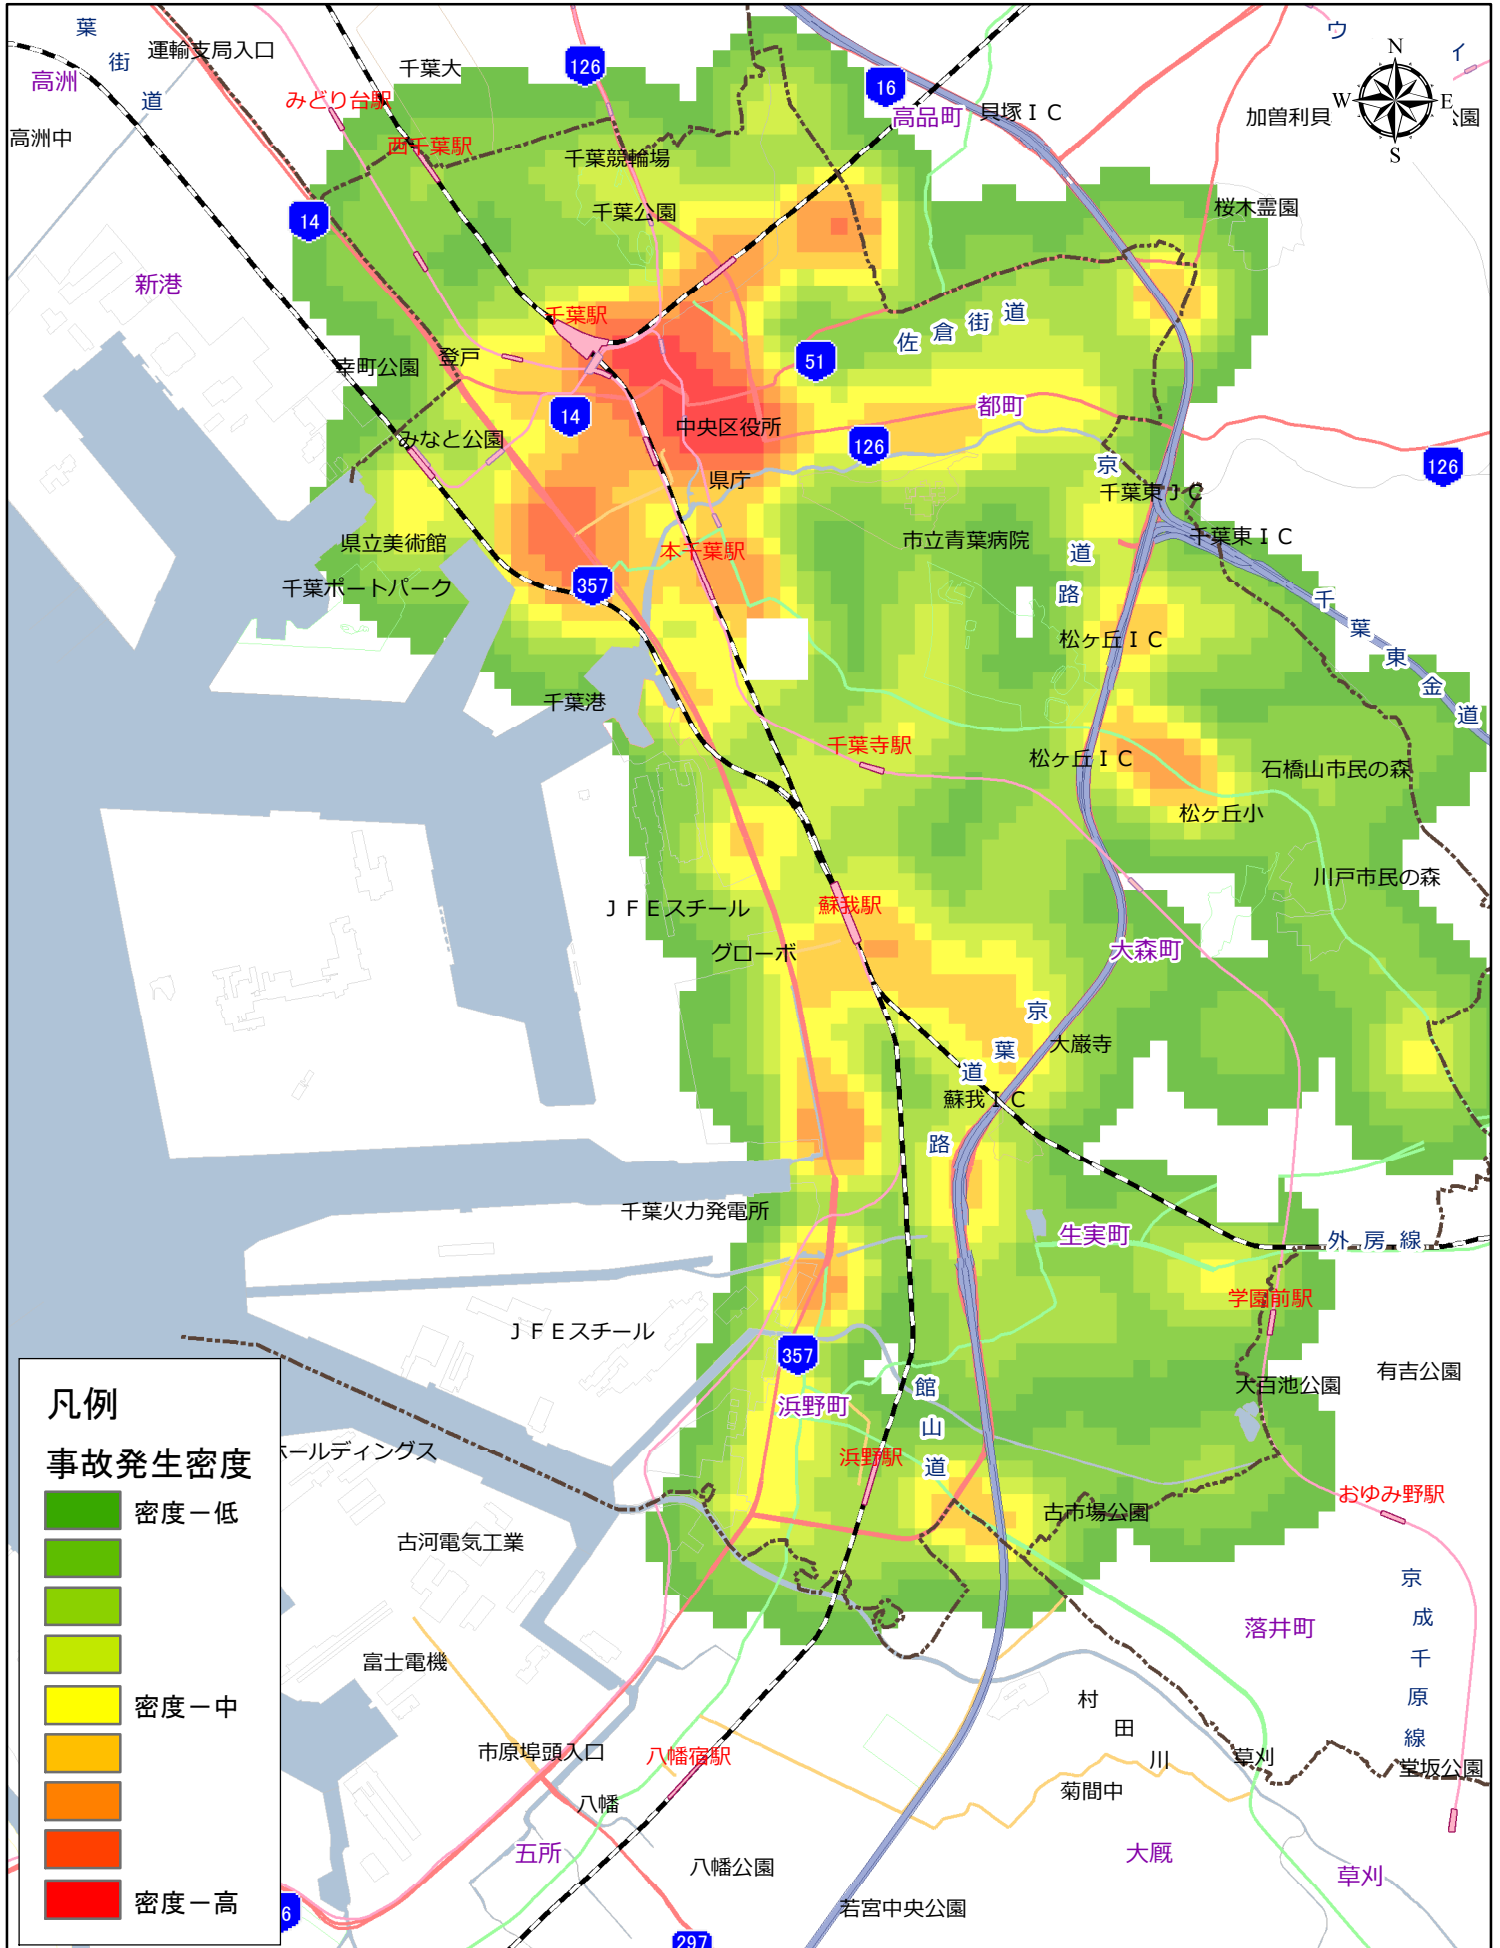 葉街道
運輸支局入口
高洲
高洲中
千葉大
みどり台駅
西千葉駅
126
16
高品町
貝塚ＩＣ
ウ
イ
N
W
E
S
加曽利貝
公園
千葉競輪場
千葉公園
14
桜木霊園
新港
千葉駅
佐倉街道
51
幸町公園
登戸
14
都町
中央区役所
みなと公園
126
126
県庁
京
道
路
千葉東ＪＣ
千葉東ＩＣ
県立美術館
本千葉駅
市立青葉病院
千葉ポートパーク
357
千葉東金道
松ヶ丘ＩＣ
千葉港
千葉寺駅
松ヶ丘ＩＣ
石橋山市民の森
松ヶ丘小
川戸市民の森
ＪＦＥスチール
蘇我駅
グローボ
大森町
京葉道路
大巌寺
蘇我ＩＣ
千葉火力発電所
生実町
外房線
学園前駅
ＪＦＥスチール
357
館山道
大百池公園
有吉公園
浜野町
浜野駅
凡例
事故発生密度
密度－低
密度－中
密度－高
ホールディングス
おゆみ野駅
古市場公園
古河電気工業
京成千原線
落井町
富士電機
村田川
市原埠頭入口
八幡宿駅
草刈
堂坂公園
菊間中
八幡
五所
八幡公園
大厩
草刈
若宮中央公園
6
297